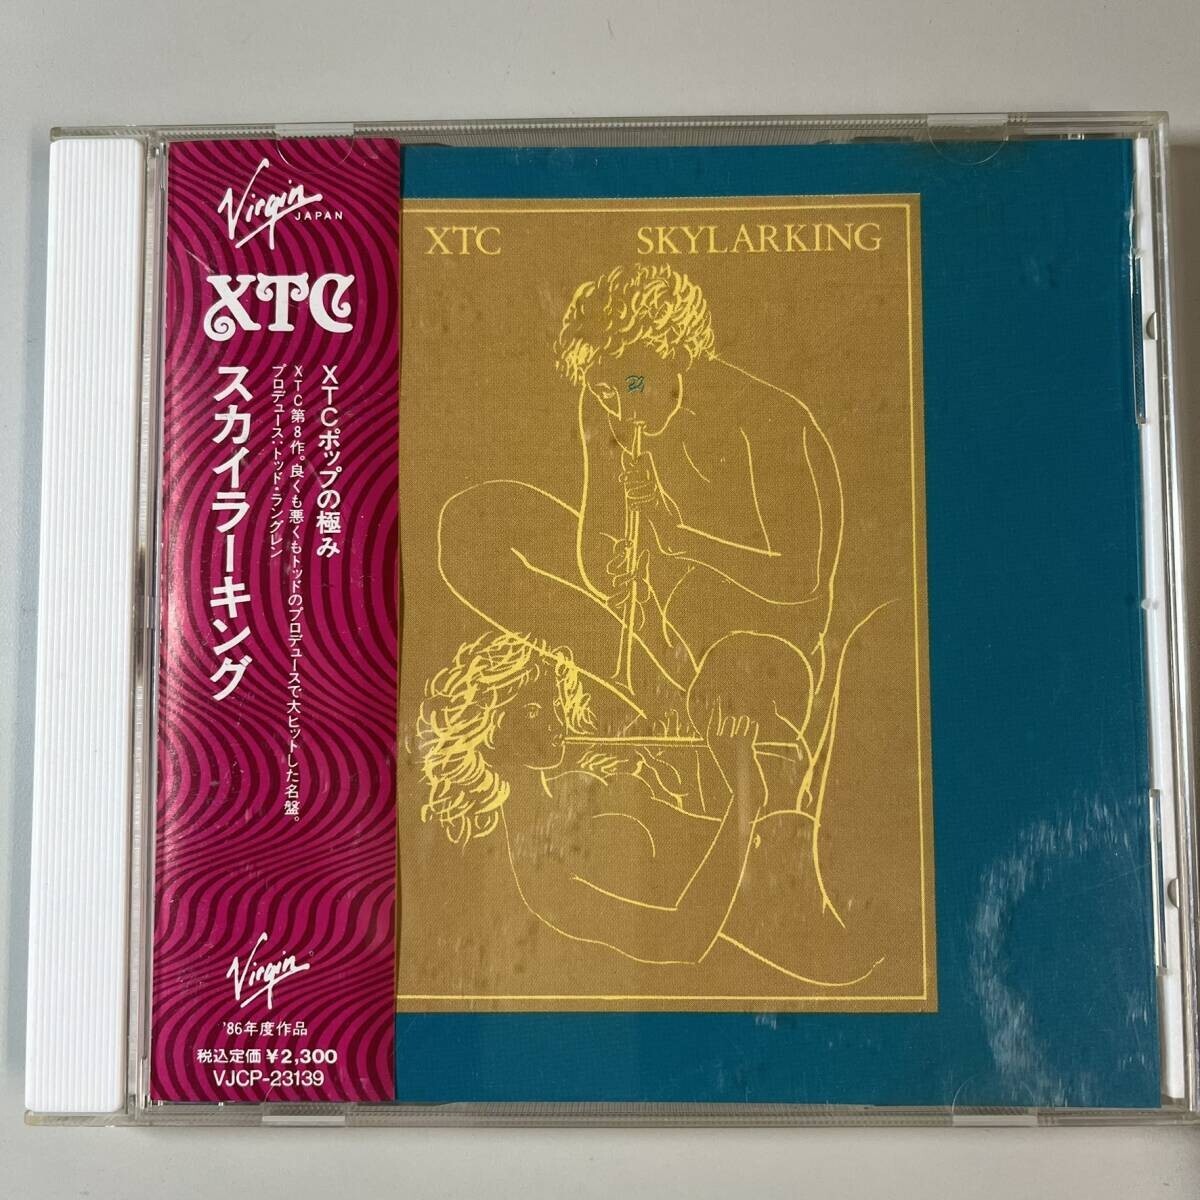 Virgin
JAPAN
XTC
スカイラーキング
XTCポップの極み
XTC第8作。良くも悪くもトッドのプロデュースで大ヒットした名盤。
プロデュース:トッド・ラングレン
Virgin
'86年度作品
税込定価¥2,300
VJCP-23139
XTC SKYLARKING